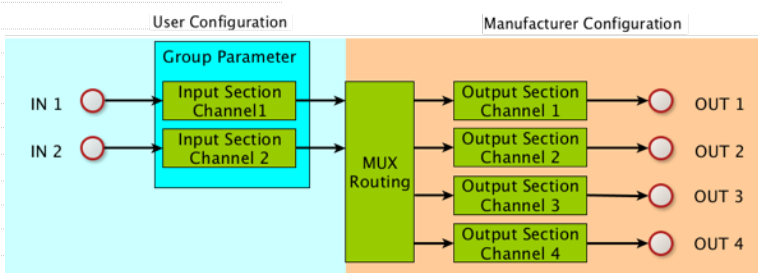 User Configuration
Manufacturer Configuration
Group Parameter
IN 1
Input Section
Channel1
Output Section
Channel 1
OUT 1
IN 2
Input Section
Channel 2
MUX
Routing
Output Section
Channel 2
OUT 2
Output Section
Channel 3
OUT 3
Output Section
Channel 4
OUT 4